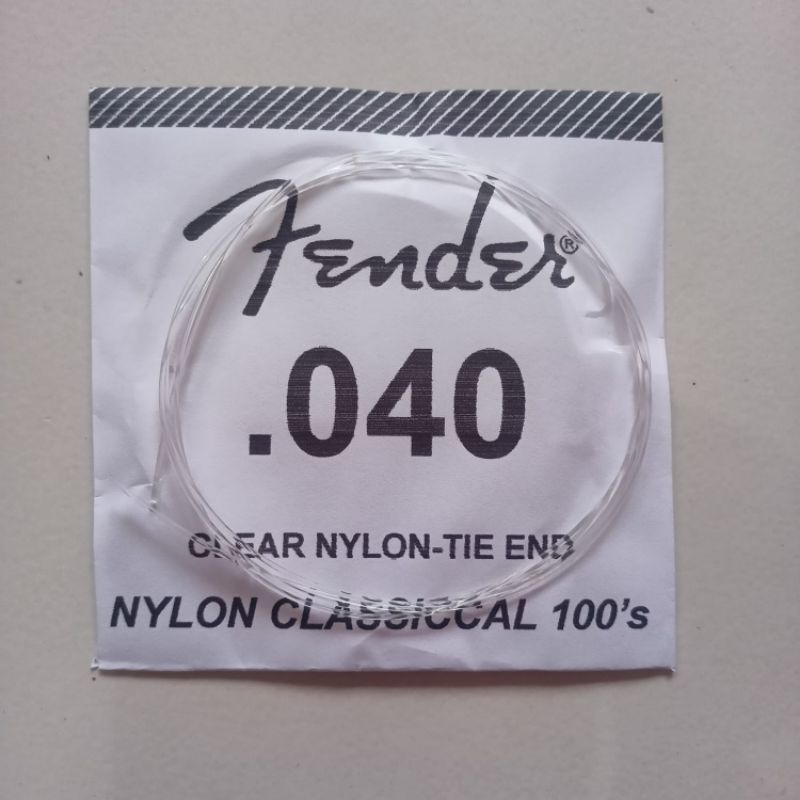 Fender®
.040
CLEAR NYLON-TIE END
NYLON CLASSICCAL 100's